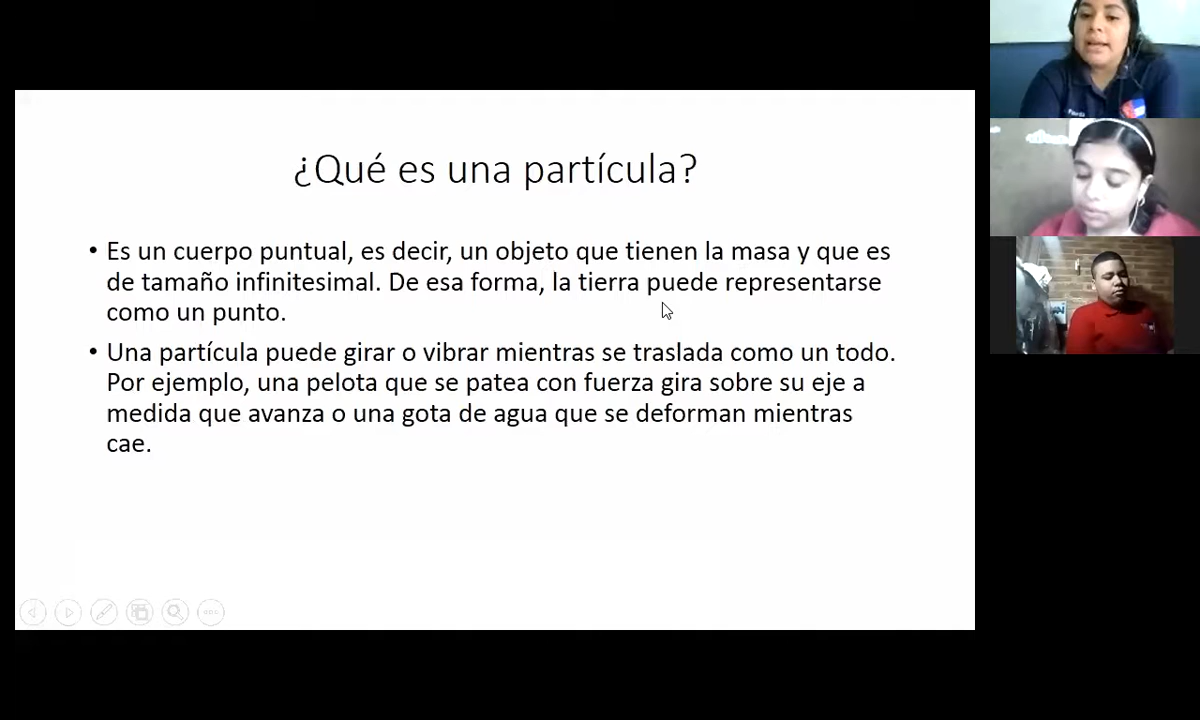 ¿Qué es una partícula?
• Es un cuerpo puntual, es decir, un objeto que tienen la masa y que es
de tamaño infinitesimal. De esa forma, la tierra puede representarse
como un punto.
• Una partícula puede girar o vibrar mientras se traslada como un todo.
Por ejemplo, una pelota que se patea con fuerza gira sobre su eje a
medida que avanza o una gota de agua que se deforman mientras
cae.